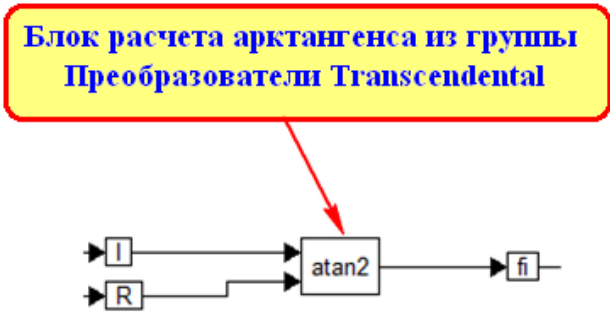 Блок расчета арктангенса из группы
Преобразователи Transcendental
I
atan2
fi
R